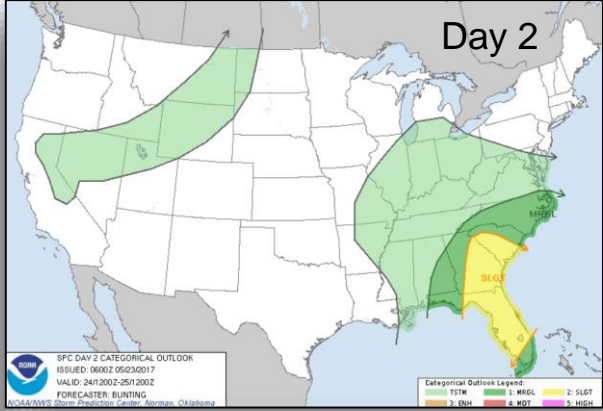 Day 2
MRGL
SLGT
NOAA
SPC DAY 2 CATEGORICAL OUTLOOK
ISSUED: 0600Z 05/23/2017
VALID: 24/1200Z-25/1200Z
FORECASTER: BUNTING
NOAA/NWS Storm Prediction Center, Norman, Oklahoma
Categorical Outlook Legend:
TSTM 1: MRGL 2: SLGT
3: ENH 4: MDT 5: HIGH